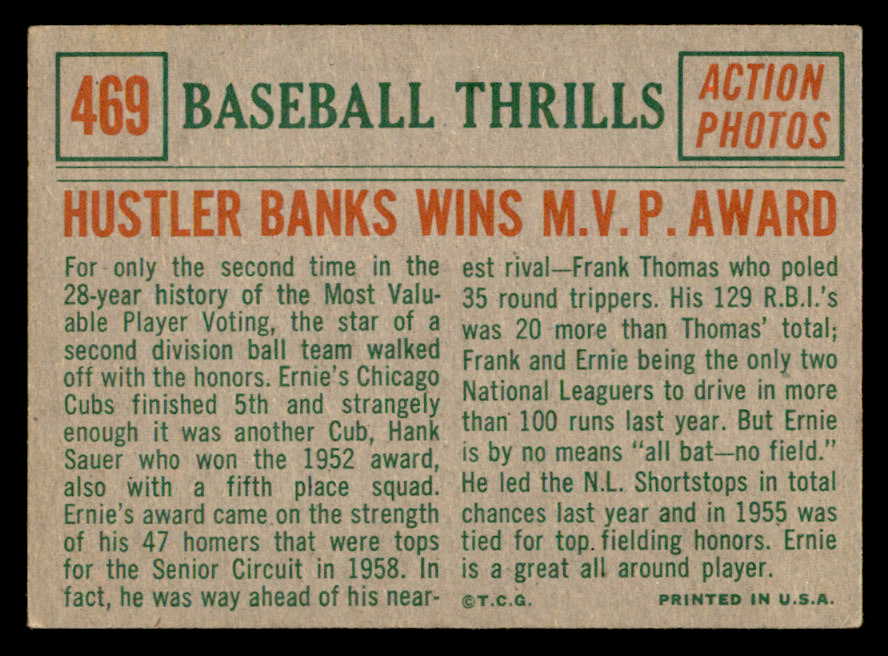 469
BASEBALL THRILLS
ACTION
PHOTOS
HUSTLER BANKS WINS M.V.P. AWARD
For only the second time in the
28-year history of the Most Valu-
able Player Voting, the star of a
second division ball team walked
off with the honors. Ernie's Chicago
Cubs finished 5th and strangely
enough it was another Cub, Hank
Sauer who won the 1952 award,
also with a fifth place squad.
Ernie's award came on the strength
of his 47 homers that were tops
for the Senior Circuit in 1958. In
fact, he was way ahead of his near-
est rival—Frank Thomas who poled
35 round trippers. His 129 R.B.I.'s
was 20 more than Thomas' total;
Frank and Ernie being the only two
National Leaguers to drive in more
than 100 runs last year. But Ernie
is by no means "all bat—no field."
He led the N.L. Shortstops in total
chances last year and in 1955 was
tied for top fielding honors. Ernie
is a great all around player.
©T.C.G.
PRINTED IN U.S.A.